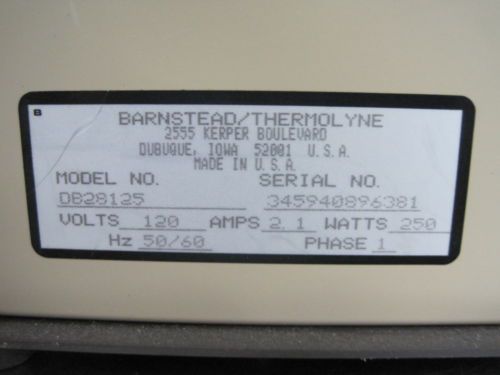 B
BARNSTEAD/THERMOLYNE
2555 KERPER BOULEVARD
DUBUQUE, IOWA 52001 U.S.A.
MADE IN U.S.A.
MODEL NO. SERIAL NO.
DB28125 345940896381
VOLTS 120 AMPS 2.1 WATTS 250
Hz 50/60 PHASE 1